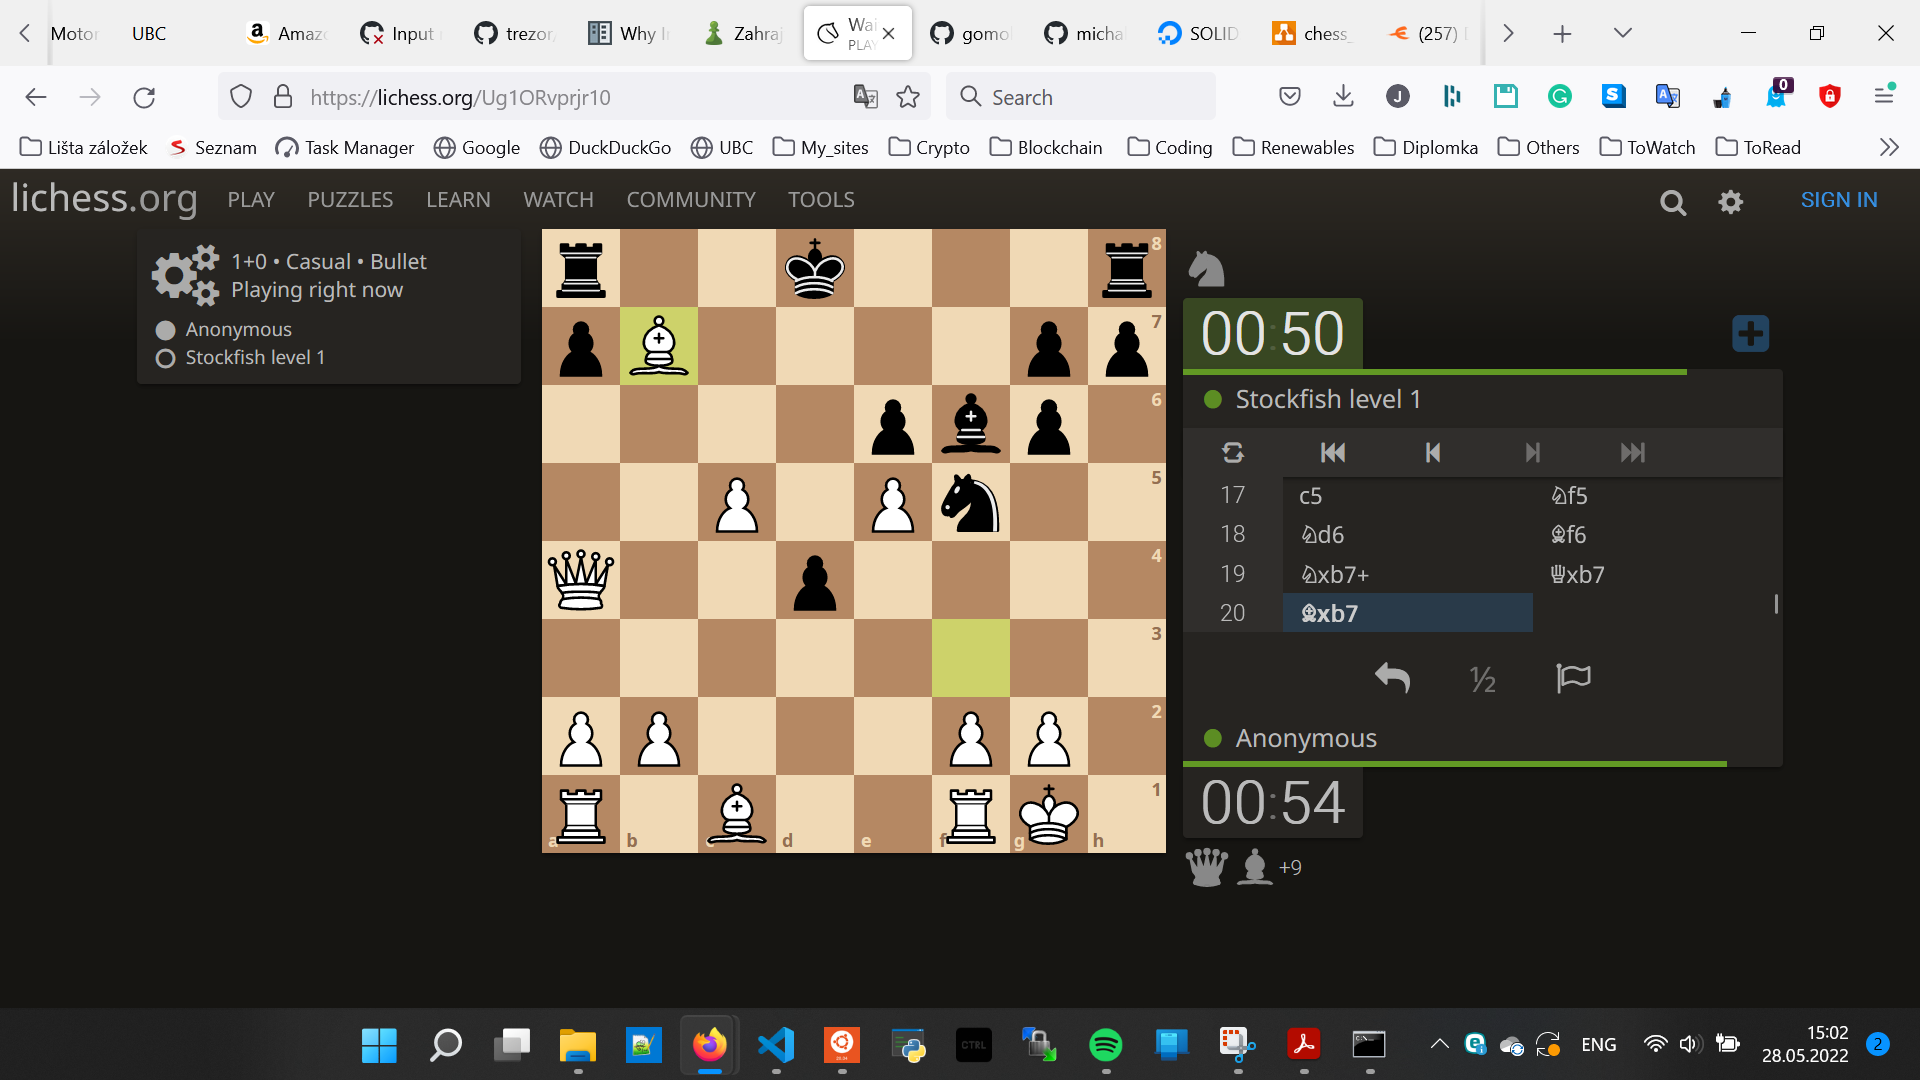 Motor
UBC
Amaz
Input
trezor
Why I
Zahraj
Wai
PLAY
gomo
micha
SOLID
chess_
(257)
https://lichess.org/Ug1ORvprjr10
Search
0
Lišta záložek
Seznam
Task Manager
Google
DuckDuckGo
UBC
My_sites
Crypto
Blockchain
Coding
Renewables
Diplomka
Others
ToWatch
ToRead
lichess.org
PLAY
PUZZLES
LEARN
WATCH
COMMUNITY
TOOLS
SIGN IN
1+0 • Casual • Bullet
Playing right now
Anonymous
Stockfish level 1
8
7
6
5
4
3
2
1
a
b
c
d
e
f
g
h
00:50
Stockfish level 1
17 c5 ♘f5
18 ♘d6 ♗f6
19 ♘xb7+ ♕xb7
20 ♗xb7
½
Anonymous
00:54
+9
CTRL
ENG
15:02
28.05.2022
2